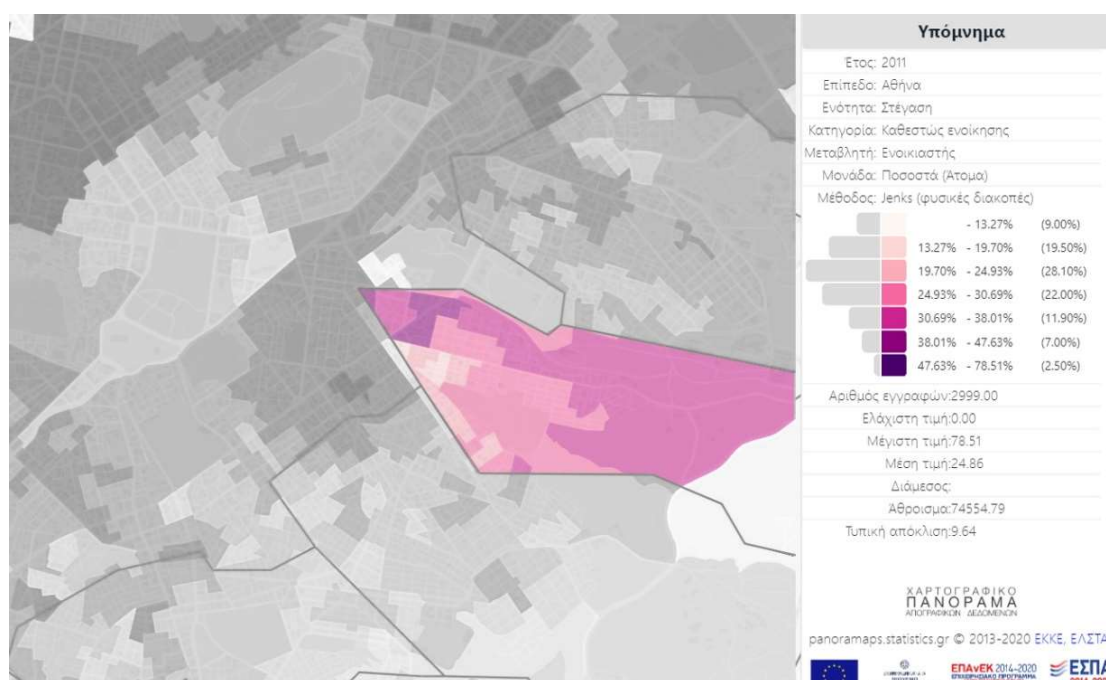 Υπόμνημα
Έτος: 2011
Επίπεδο: Αθήνα
Ενότητα: Στέγαση
Κατηγορία: Καθεστώς ενοίκησης
Μεταβλητή: Ενοικιαστής
Μονάδα: Ποσοστά (Άτομα)
Μέθοδος: Jenks (φυσικές διακοπές)
- 13.27% (9.00%)
13.27% - 19.70% (19.50%)
19.70% - 24.93% (28.10%)
24.93% - 30.69% (22.00%)
30.69% - 38.01% (11.90%)
38.01% - 47.63% (7.00%)
47.63% - 78.51% (2.50%)
Αριθμός εγγραφών:2999.00
Ελάχιστη τιμή:0.00
Μέγιστη τιμή:78.51
Μέση τιμή:24.86
Διάμεσος:
Άθροισμα:74554.79
Τυπική απόκλιση:9.64
ΧΑΡΤΟΓΡΑΦΙΚΟ
ΠΑΝΟΡΑΜΑ
ΑΠΟΓΡΑΦΙΚΩΝ ΔΕΔΟΜΕΝΩΝ
panoramaps.statistics.gr © 2013-2020 ΕΚΚΕ, ΕΛΣΤΑ
ΕΠΑνΕΚ 2014-2020 ΕΣΠΑ
ΕΠΙΧΕΙΡΗΣΙΑΚΟ ΠΡΟΓΡΑΜΜΑ